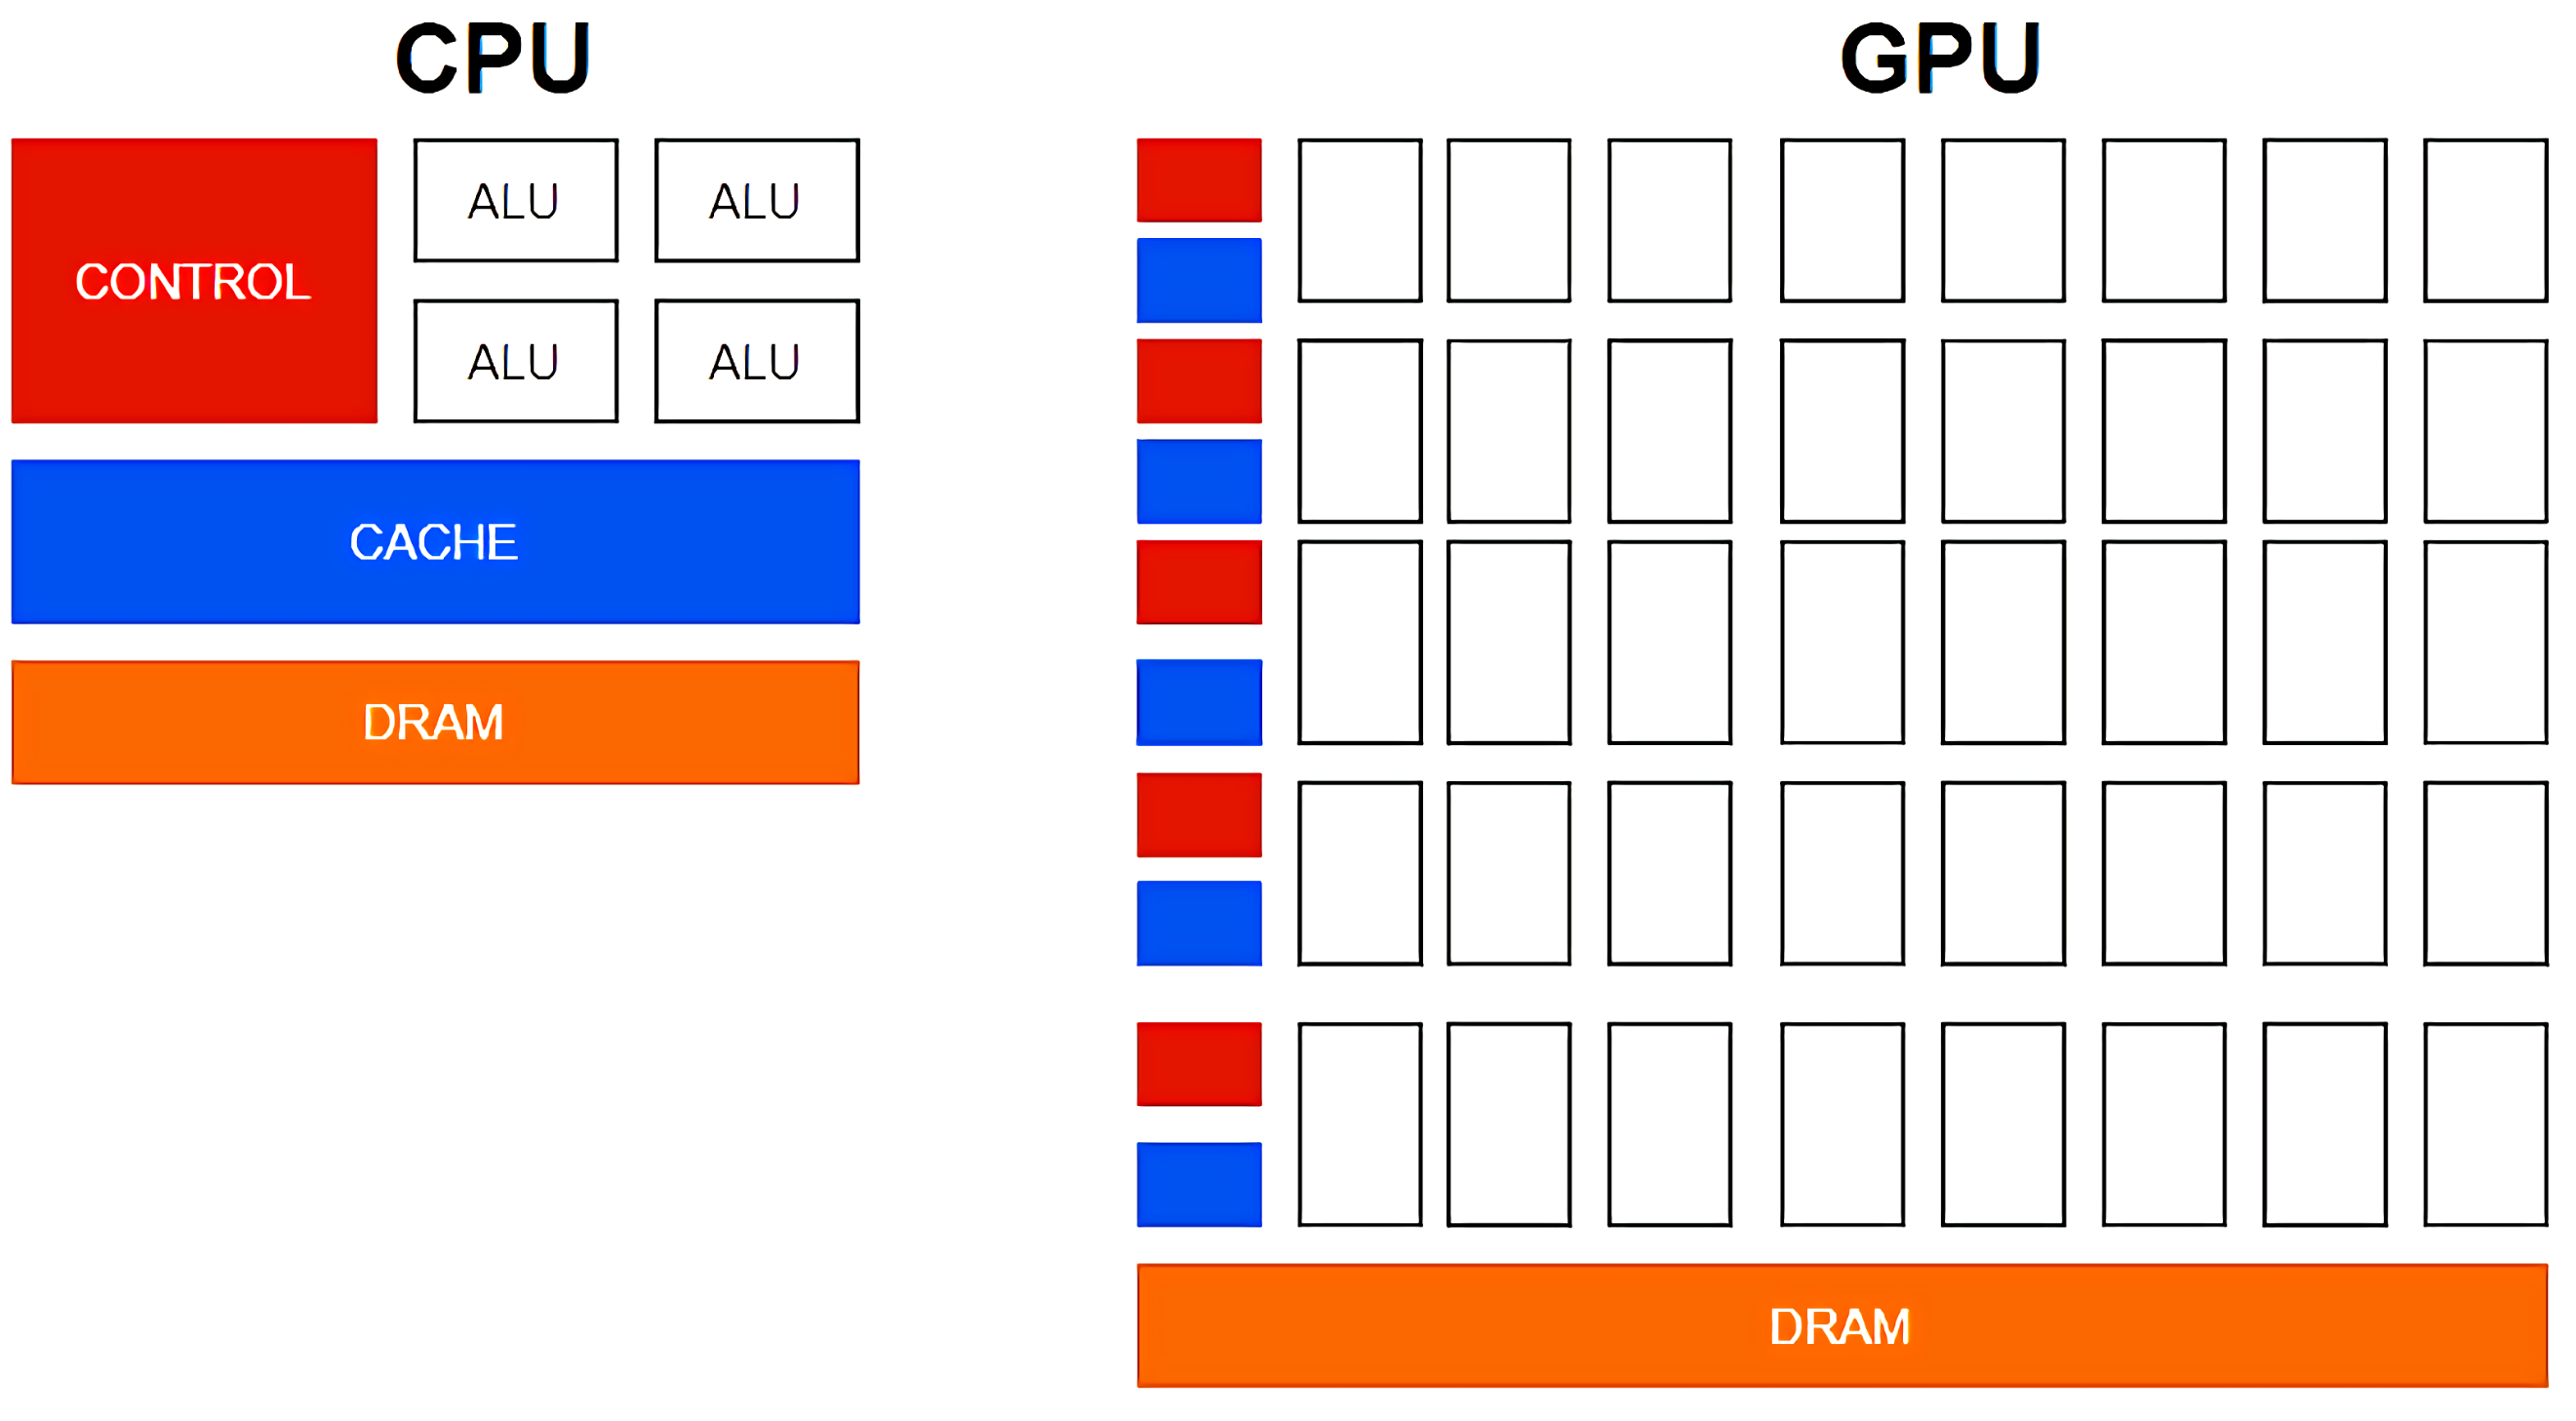 CPU
GPU
CONTROL
ALU
ALU
ALU
ALU
CACHE
DRAM
DRAM